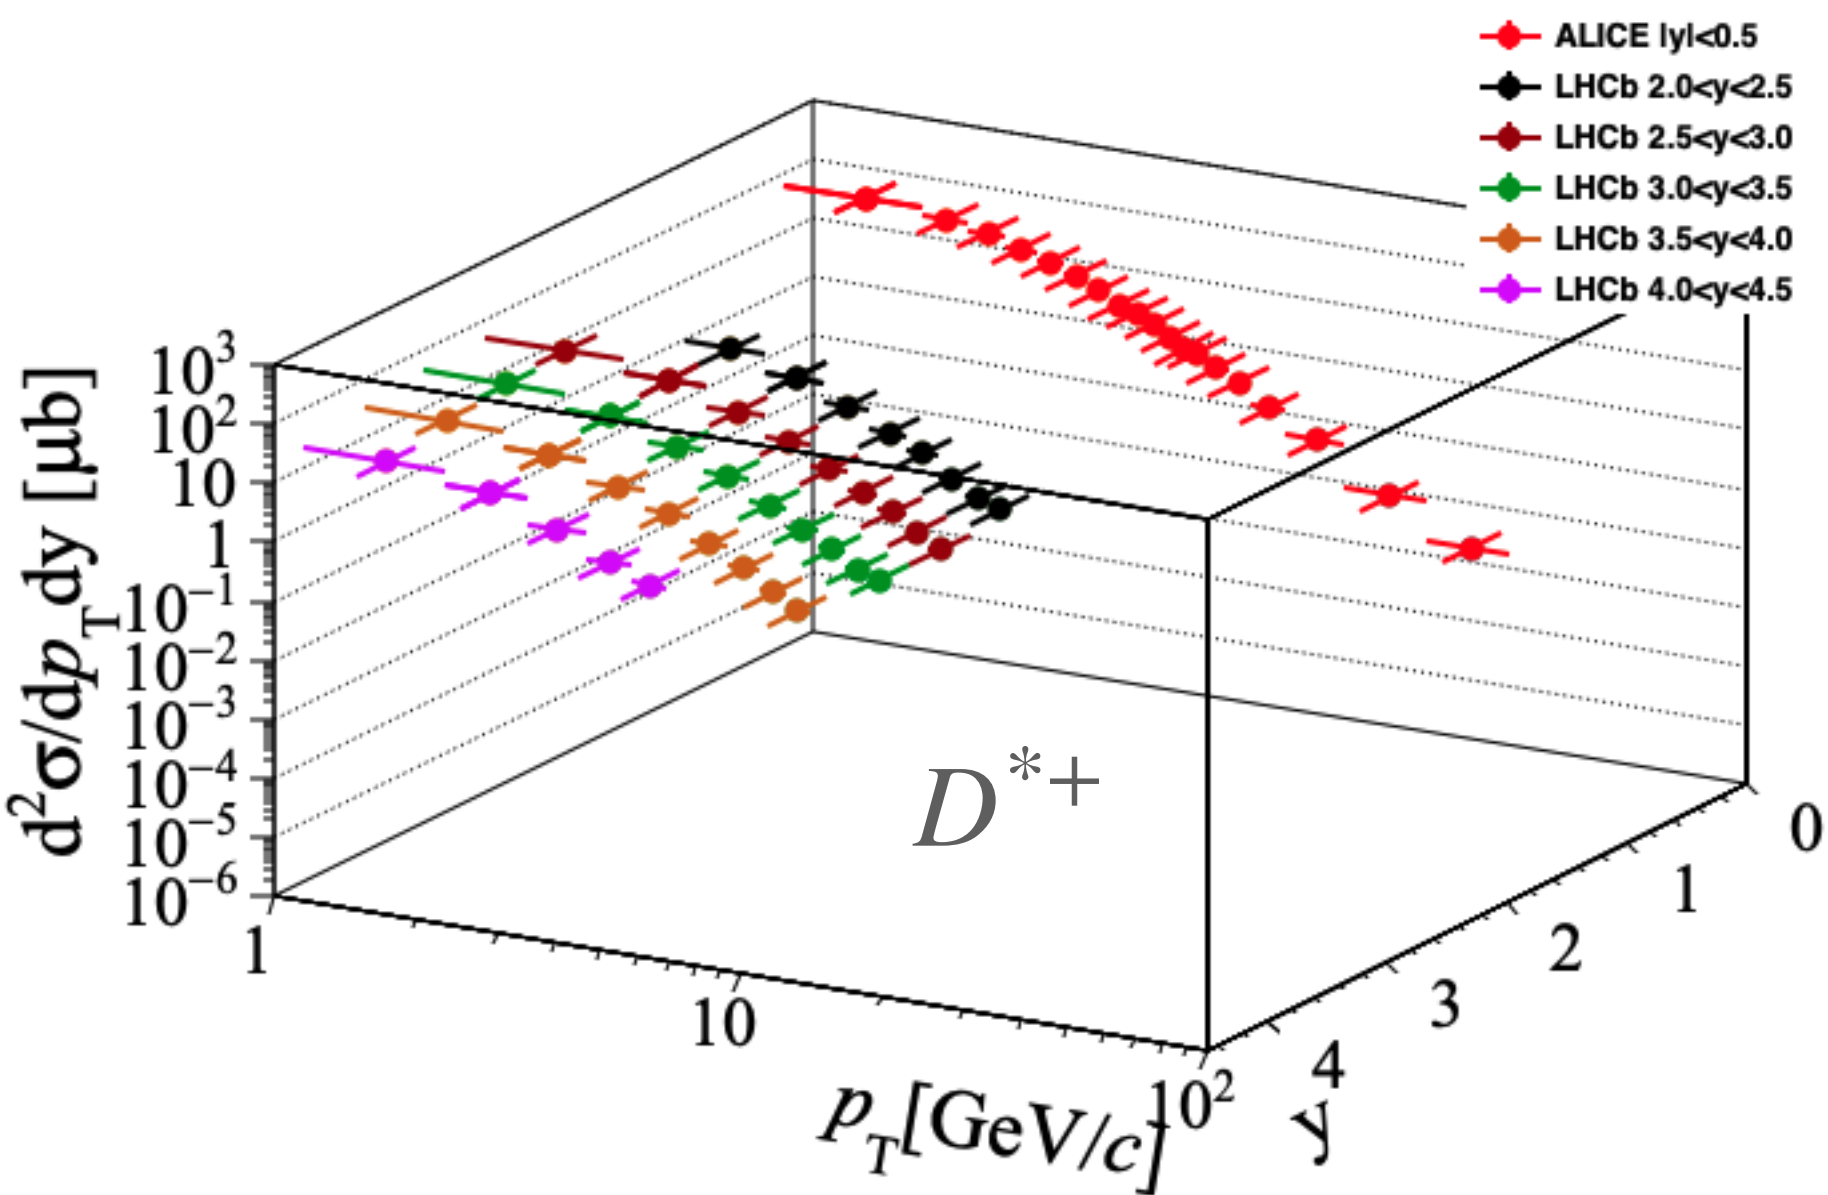 ALICE |y|<0.5
LHCb 2.0<y<2.5
LHCb 2.5<y<3.0
LHCb 3.0<y<3.5
LHCb 3.5<y<4.0
LHCb 4.0<y<4.5
d²σ/dp_T dy [μb]
10³
10²
10
1
10⁻¹
10⁻²
10⁻³
10⁻⁴
10⁻⁵
10⁻⁶
D*⁺
1
10
10²
p_T [GeV/c]
0
1
2
3
4
y